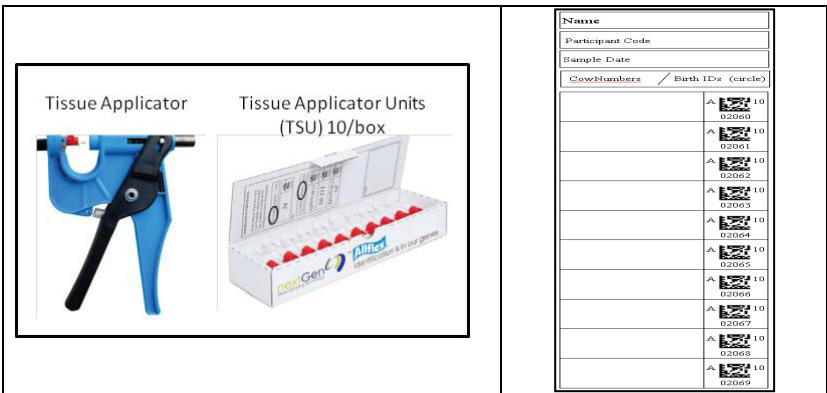 Tissue Applicator
Tissue Applicator Units
(TSU) 10/box
nexGen
Allflex
Identification is in our genes
Name
Participant Code
Sample Date
CowNumbers / Birth IDs (circle)
A 10
02060
A 10
02061
A 10
02062
A 10
02063
A 10
02064
A 10
02065
A 10
02066
A 10
02067
A 10
02068
A 10
02069